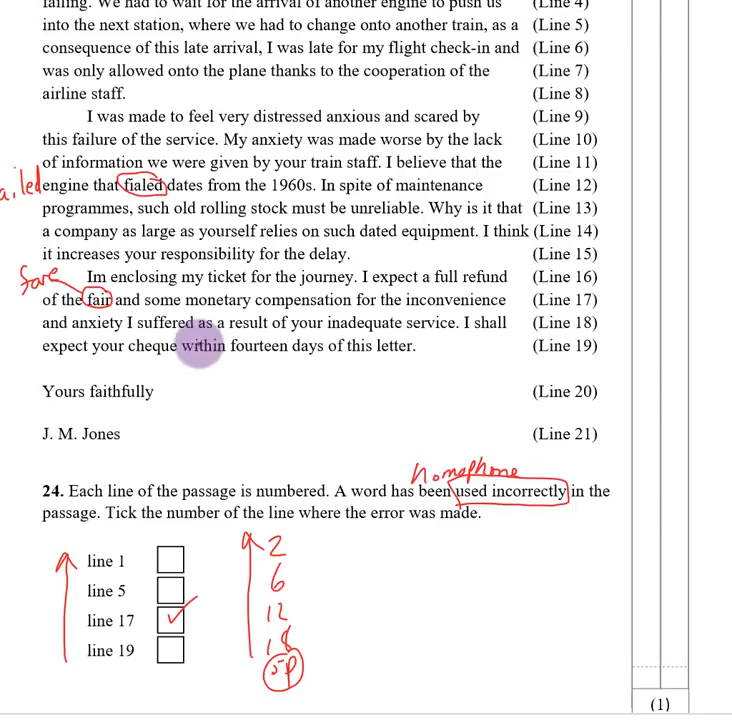 failing. We had to wait for the arrival of another engine to push us (Line 4)
into the next station, where we had to change onto another train, as a (Line 5)
consequence of this late arrival, I was late for my flight check-in and (Line 6)
was only allowed onto the plane thanks to the cooperation of the (Line 7)
airline staff. (Line 8)
I was made to feel very distressed anxious and scared by (Line 9)
this failure of the service. My anxiety was made worse by the lack (Line 10)
of information we were given by your train staff. I believe that the (Line 11)
ailed engine that fialed dates from the 1960s. In spite of maintenance (Line 12)
programmes, such old rolling stock must be unreliable. Why is it that (Line 13)
a company as large as yourself relies on such dated equipment. I think (Line 14)
it increases your responsibility for the delay. (Line 15)
fare
Im enclosing my ticket for the journey. I expect a full refund (Line 16)
of the fair and some monetary compensation for the inconvenience (Line 17)
and anxiety I suffered as a result of your inadequate service. I shall (Line 18)
expect your cheque within fourteen days of this letter. (Line 19)
Yours faithfully (Line 20)
J. M. Jones (Line 21)
homophone
24. Each line of the passage is numbered. A word has been used incorrectly in the
passage. Tick the number of the line where the error was made.
line 1 2
line 5 6
line 17 ✓ 12
line 19 18
sp
(1)